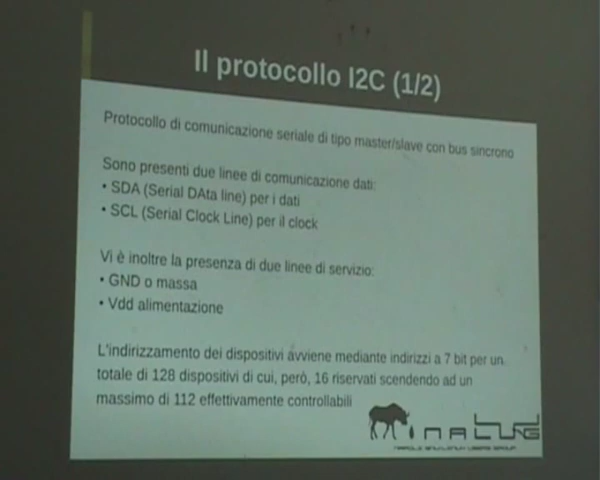 Il protocollo I2C (1/2)
Protocollo di comunicazione seriale di tipo master/slave con bus sincrono
Sono presenti due linee di comunicazione dati:
• SDA (Serial DAta line) per i dati
• SCL (Serial Clock Line) per il clock
Vi è inoltre la presenza di due linee di servizio:
• GND o massa
• Vdd alimentazione
L'indirizzamento dei dispositivi avviene mediante indirizzi a 7 bit per un
totale di 128 dispositivi di cui, però, 16 riservati scendendo ad un
massimo di 112 effettivamente controllabili